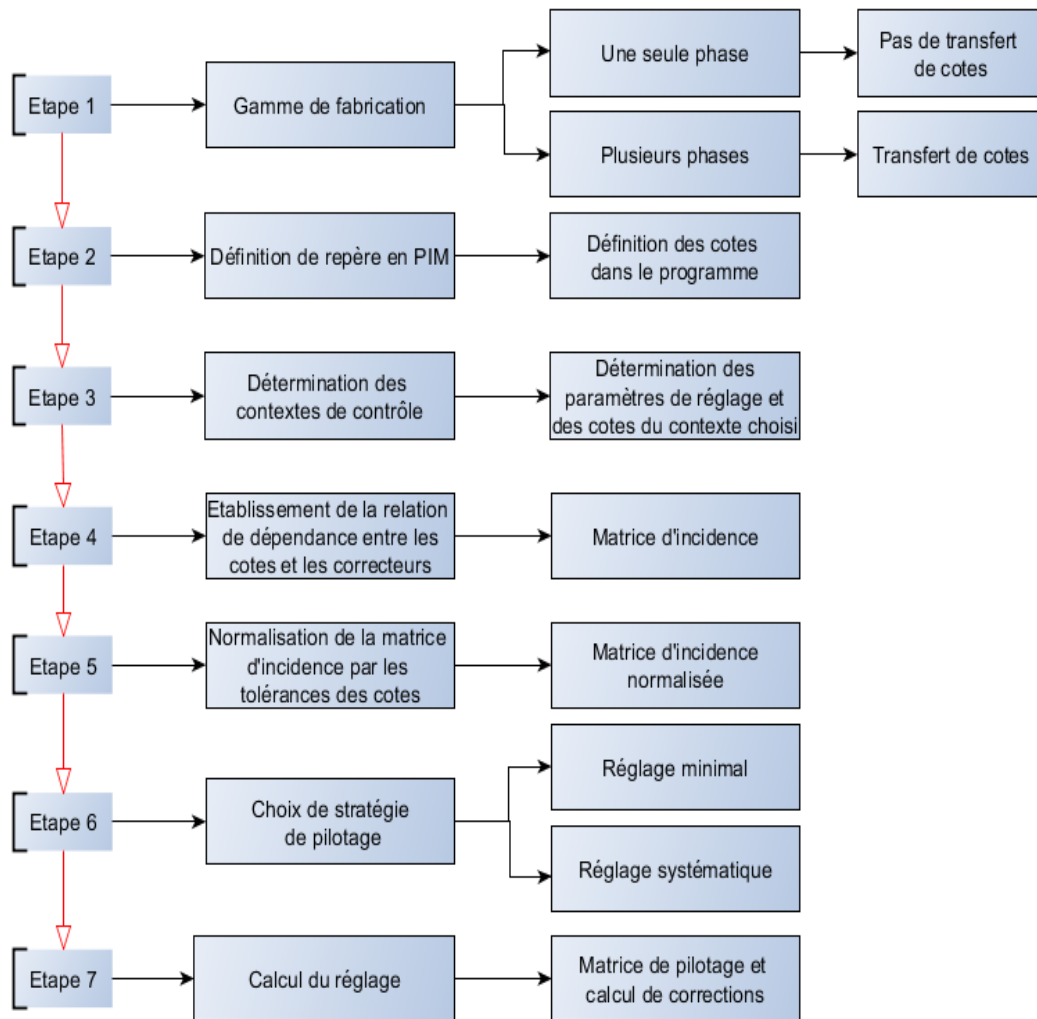 Etape 1
Gamme de fabrication
Une seule phase
Pas de transfert
de cotes
Plusieurs phases
Transfert de cotes
Etape 2
Définition de repère en PIM
Définition des cotes
dans le programme
Etape 3
Détermination des
contextes de contrôle
Détermination des
paramètres de réglage et
des cotes du contexte choisi
Etape 4
Etablissement de la relation
de dépendance entre les
cotes et les correcteurs
Matrice d'incidence
Etape 5
Normalisation de la matrice
d'incidence par les
tolérances des cotes
Matrice d'incidence
normalisée
Etape 6
Choix de stratégie
de pilotage
Réglage minimal
Réglage systématique
Etape 7
Calcul du réglage
Matrice de pilotage et
calcul de corrections